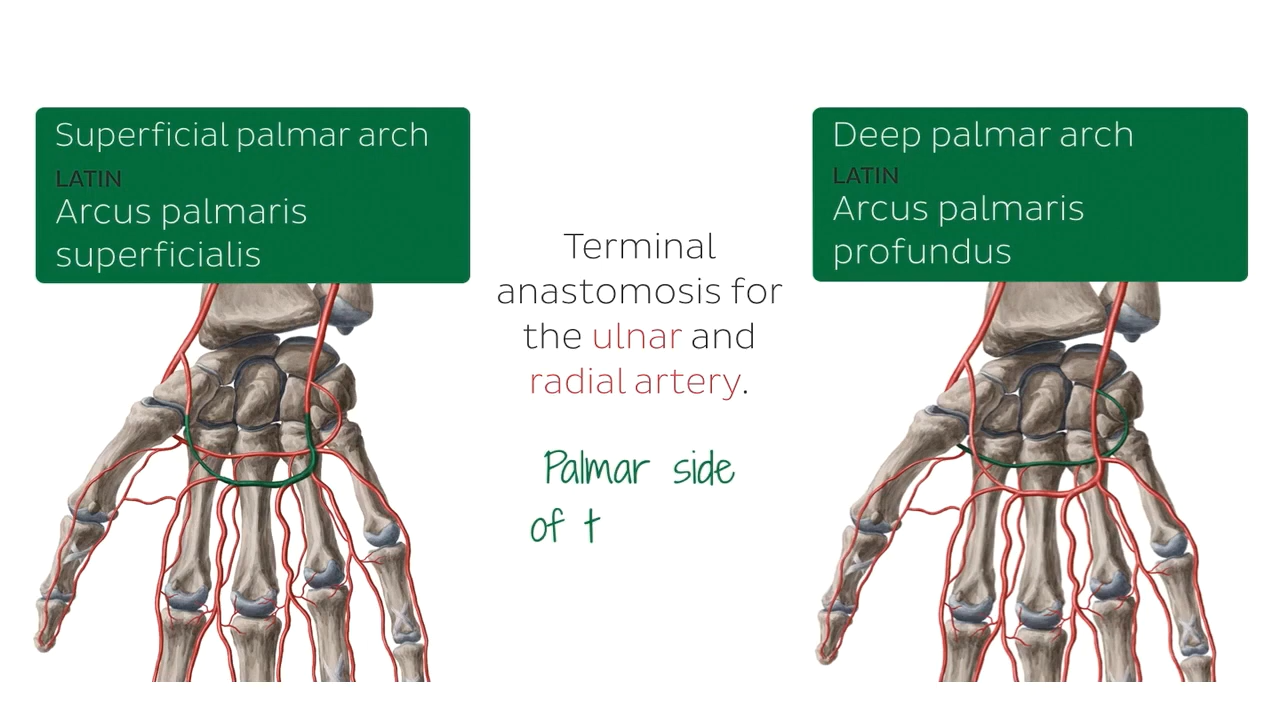 Superficial palmar arch
LATIN
Arcus palmaris
superficialis
Terminal
anastomosis for
the ulnar and
radial artery.
Palmar side
of t
Deep palmar arch
LATIN
Arcus palmaris
profundus